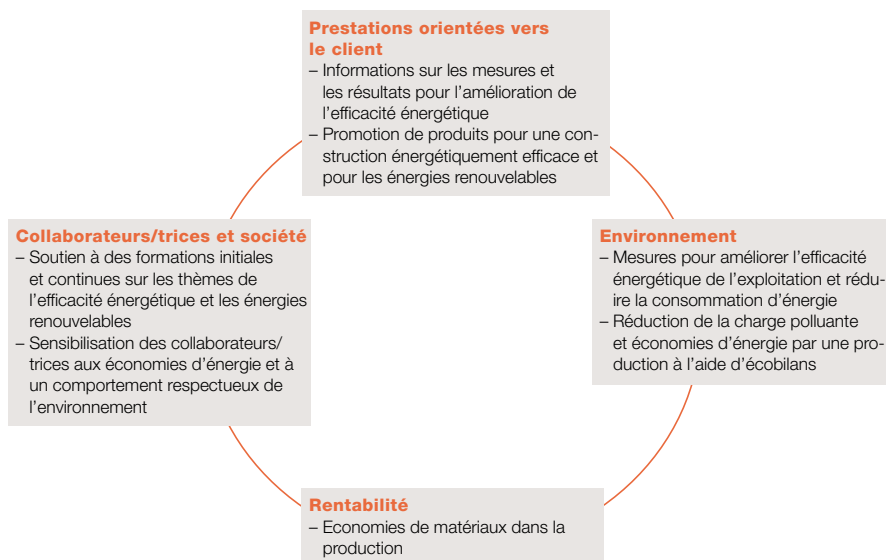 Prestations orientées vers
le client
– Informations sur les mesures et
les résultats pour l’amélioration de
l’efficacité énergétique
– Promotion de produits pour une con-
struction énergétiquement efficace et
pour les énergies renouvelables
Collaborateurs/trices et société
– Soutien à des formations initiales
et continues sur les thèmes de
l’efficacité énergétique et les énergies
renouvelables
– Sensibilisation des collaborateurs/
trices aux économies d’énergie et à
un comportement respectueux de
l’environnement
Environnement
– Mesures pour améliorer l’efficacité
énergétique de l’exploitation et rédu-
ire la consommation d’énergie
– Réduction de la charge polluante
et économies d’énergie par une pro-
duction à l’aide d’écobilans
Rentabilité
– Economies de matériaux dans la
production